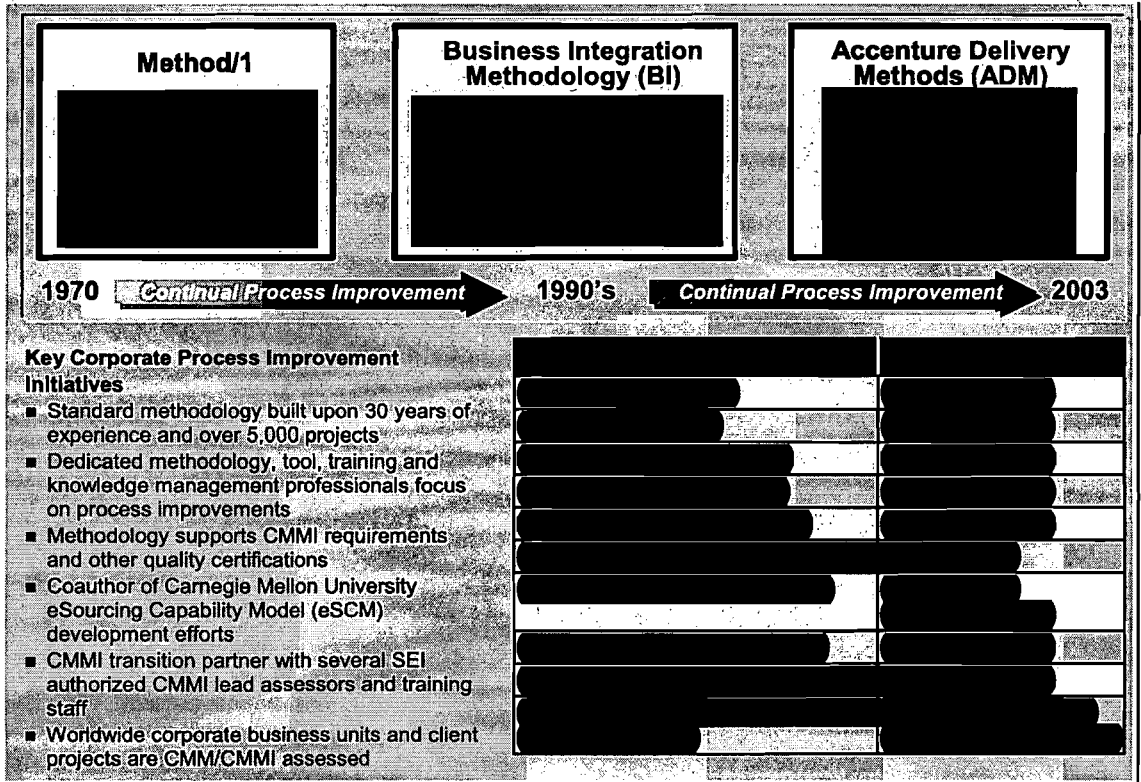 Method/1
Business Integration
Methodology (BI)
Accenture Delivery
Methods (ADM)
1970
Continual Process Improvement
1990's
Continual Process Improvement
2003
Key Corporate Process Improvement
Initiatives
■ Standard methodology built upon 30 years of
experience and over 5,000 projects
■ Dedicated methodology, tool, training and
knowledge management professionals focus
on process improvements
■ Methodology supports CMMI requirements
and other quality certifications
■ Coauthor of Carnegie Mellon University
eSourcing Capability Model (eSCM)
development efforts
■ CMMI transition partner with several SEI
authorized CMMI lead assessors and training
staff
■ Worldwide corporate business units and client
projects are CMM/CMMI assessed